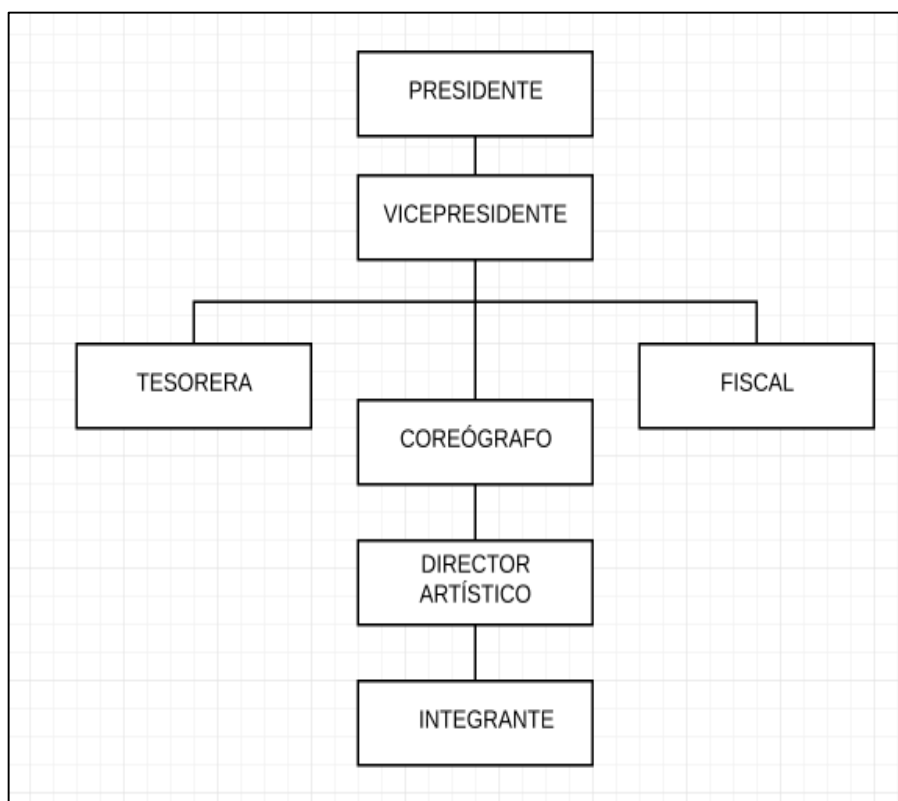 PRESIDENTE
VICEPRESIDENTE
TESORERA
FISCAL
COREÓGRAFO
DIRECTOR
ARTÍSTICO
INTEGRANTE